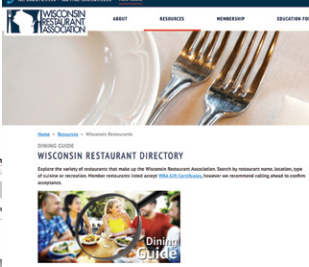 WISCONSIN
RESTAURANT
ASSOCIATION
ABOUT
RESOURCES
MEMBERSHIP
EDUCATION FO
Home » Resources » Wisconsin Restaurants
DINING GUIDE
WISCONSIN RESTAURANT DIRECTORY
Explore the variety of restaurants that make up the Wisconsin Restaurant Association. Search by restaurant name, location, type
of cuisine or recreation. Member restaurants listed accept WRA Gift Certificates, however we recommend calling ahead to confirm
acceptance.
Dining
Guide